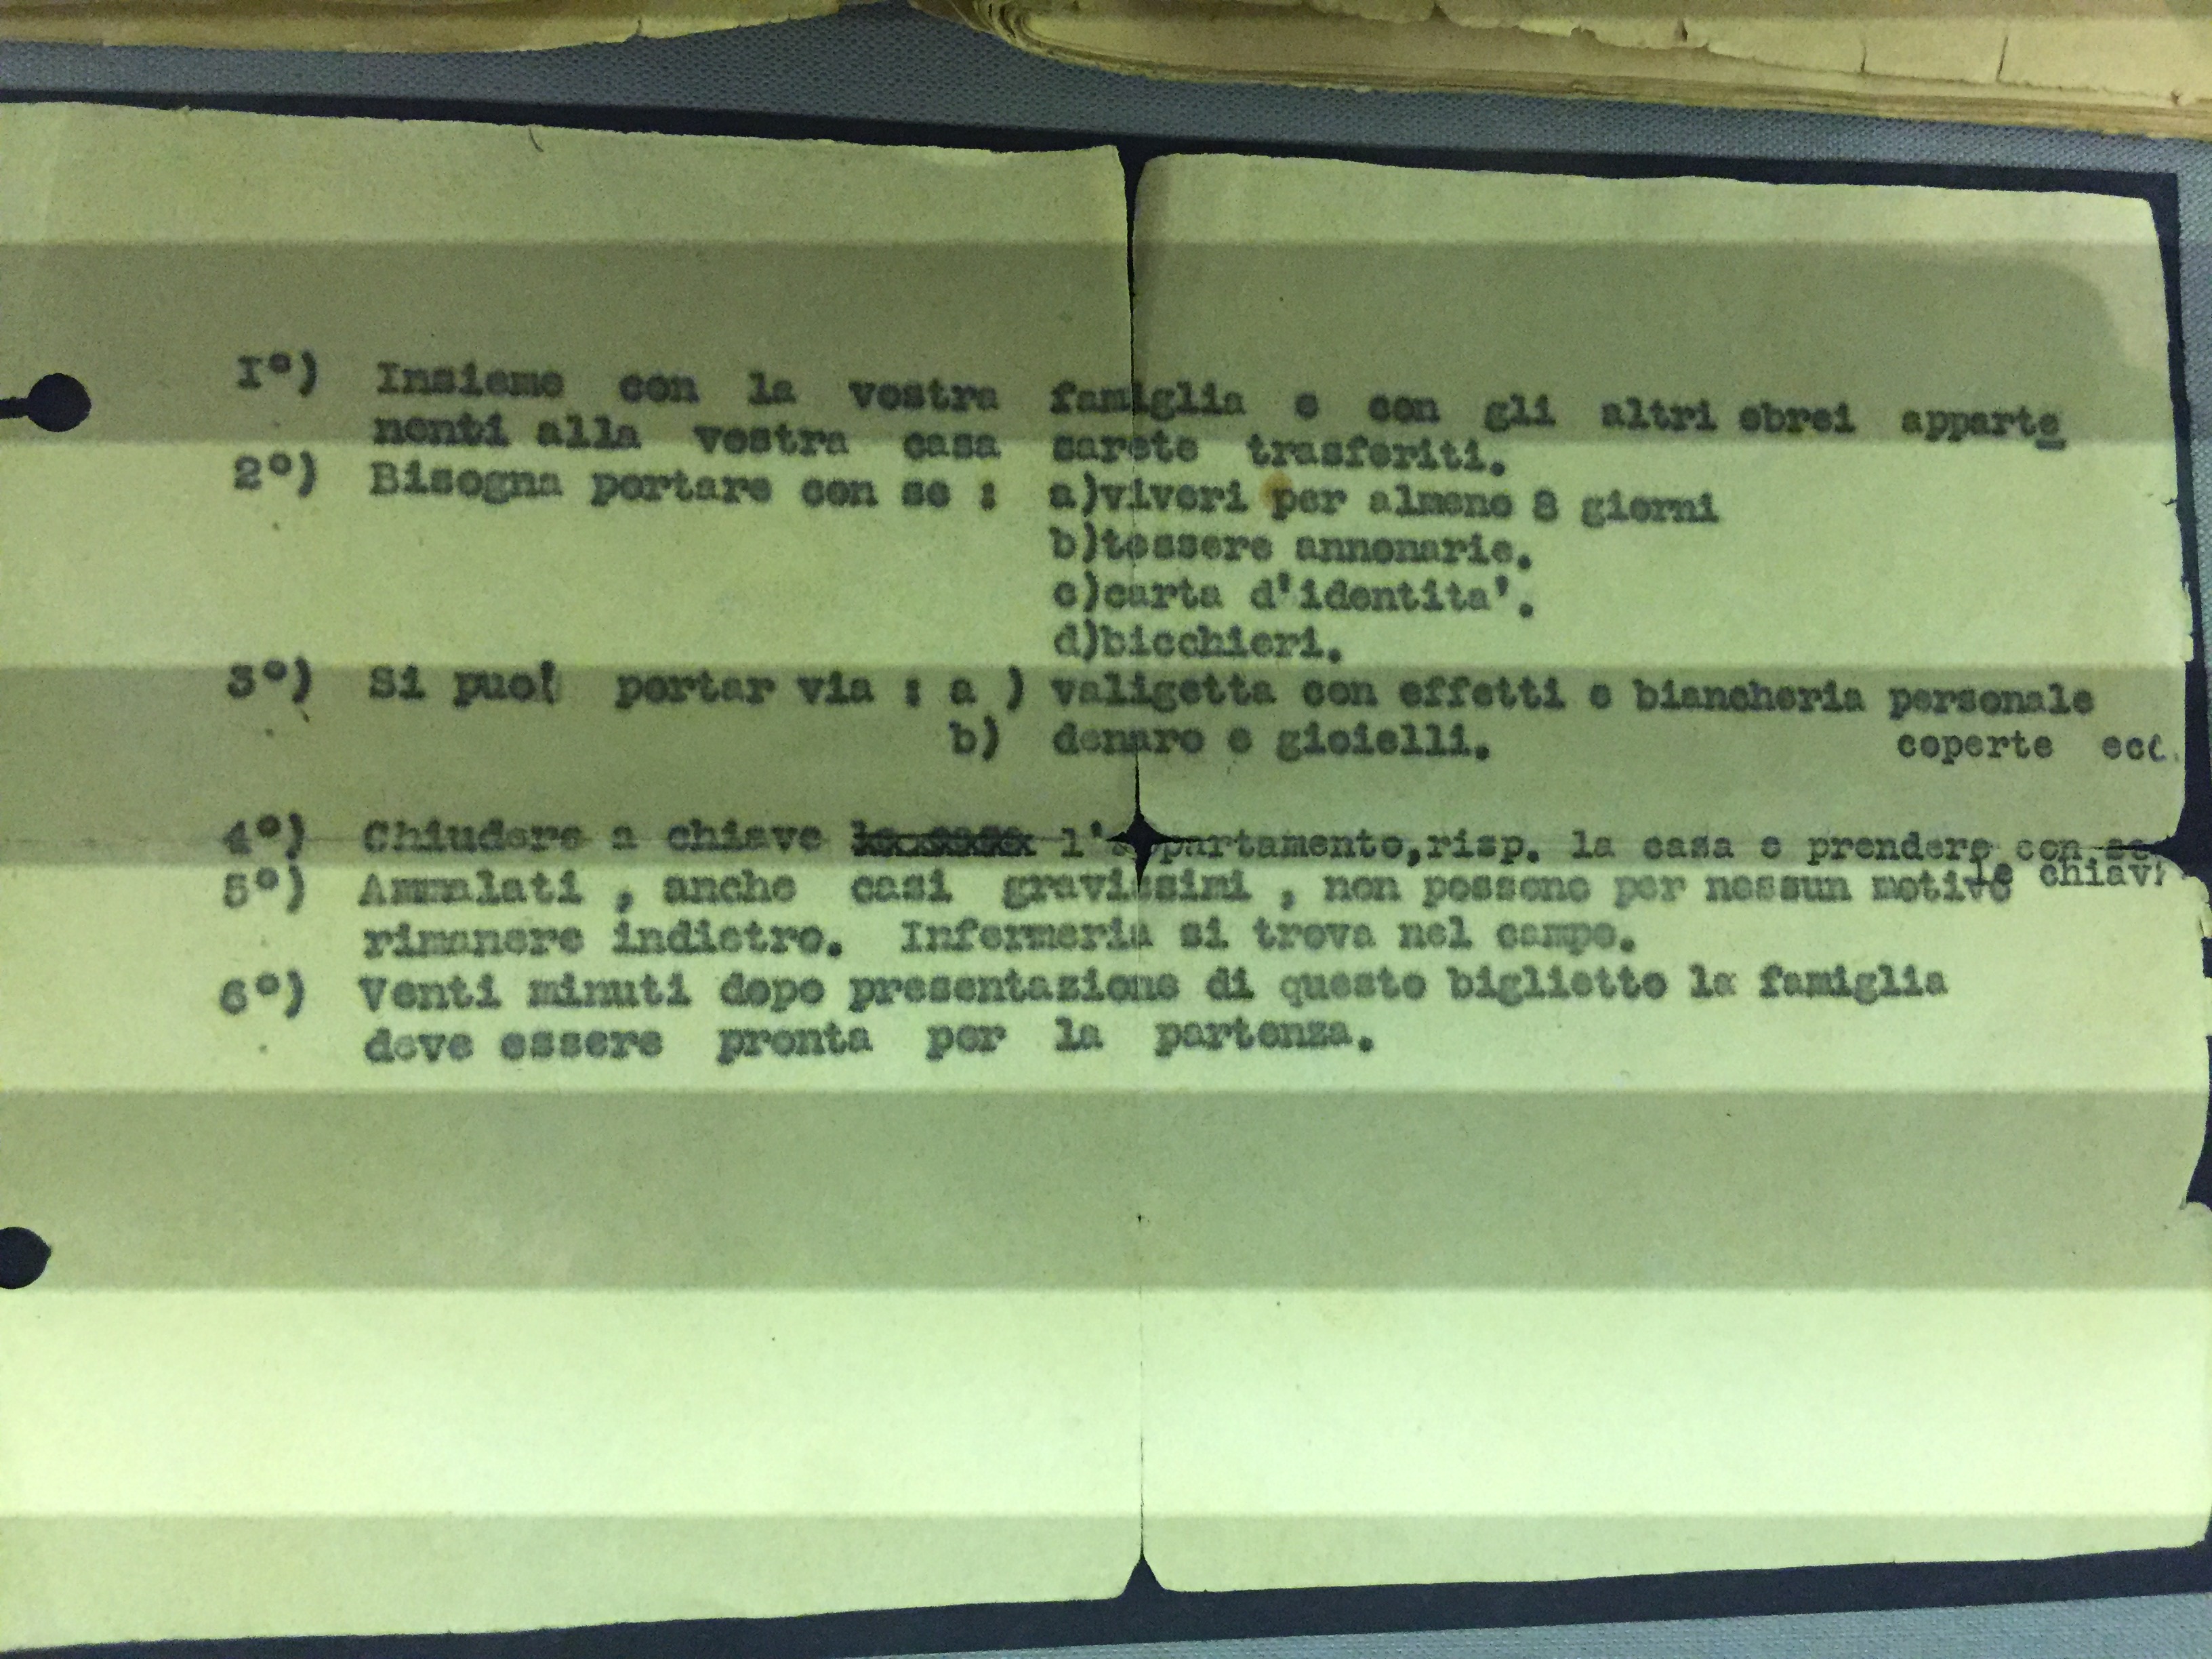 1°) Insieme con la vostra famiglia e con gli altri ebrei apparte
nenti alla vostra casa sarete trasferiti.
2°) Bisogna portare con se : a)viveri per almeno 8 giorni
b)tessere annonarie.
c)carta d'identita'.
d)bicchieri.
3°) Si puo' portar via : a ) valigetta con effetti e biancheria personale
b) denaro e gioielli. coperte ecc.
4°) Chiudere a chiave la casa l'appartamento,risp. la casa e prendere con se
le chiavi
5°) Ammalati , anche casi gravissimi , non possono per nessun motivo
rimanere indietro. Infermeria si trova nel campo.
6°) Venti minuti dopo presentazione di questo biglietto la famiglia
deve essere pronta per la partenza.